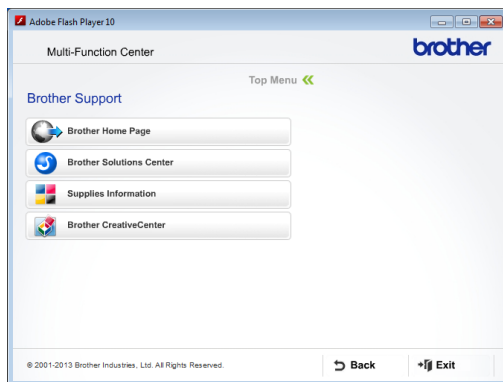 Adobe Flash Player 10
Multi-Function Center
brother
Top Menu
Brother Support
Brother Home Page
Brother Solutions Center
Supplies Information
Brother CreativeCenter
© 2001-2013 Brother Industries, Ltd. All Rights Reserved.
Back
Exit